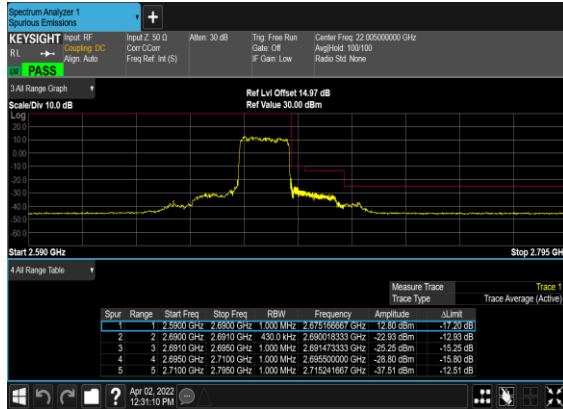 Spectrum Analyzer 1
Spurious Emissions
+
KEYSIGHT Input: RF Input Z: 50 Ω Atten: 30 dB Trig: Free Run Center Freq: 22.005000000 GHz
RL Coupling: DC Corr CCorr Gate: Off Avg|Hold: 100/100
Align: Auto Freq Ref: Int (S) IF Gain: Low Radio Std: None
LXI PASS
3 All Range Graph
Ref Lvl Offset 14.97 dB
Scale/Div 10.0 dB Ref Value 30.00 dBm
Log
20.0
10.0
0.00
-10.0
-20.0
-30.0
-40.0
-50.0
-60.0
Start 2.590 GHz Stop 2.795 GH
4 All Range Table
Measure Trace Trace 1
Trace Type Trace Average (Active)
Spur Range Start Freq Stop Freq RBW Frequency Amplitude ΔLimit
1 1 2.5900 GHz 2.6900 GHz 1.000 MHz 2.675166667 GHz 12.80 dBm -17.20 dB
2 2 2.6900 GHz 2.6910 GHz 430.0 kHz 2.690018333 GHz -22.93 dBm -12.93 dB
3 3 2.6910 GHz 2.6950 GHz 1.000 MHz 2.691473333 GHz -25.25 dBm -15.25 dB
4 4 2.6950 GHz 2.7100 GHz 1.000 MHz 2.695500000 GHz -28.80 dBm -15.80 dB
5 5 2.7100 GHz 2.7950 GHz 1.000 MHz 2.715241667 GHz -37.51 dBm -12.51 dB
? Apr 02, 2022
12:31:10 PM